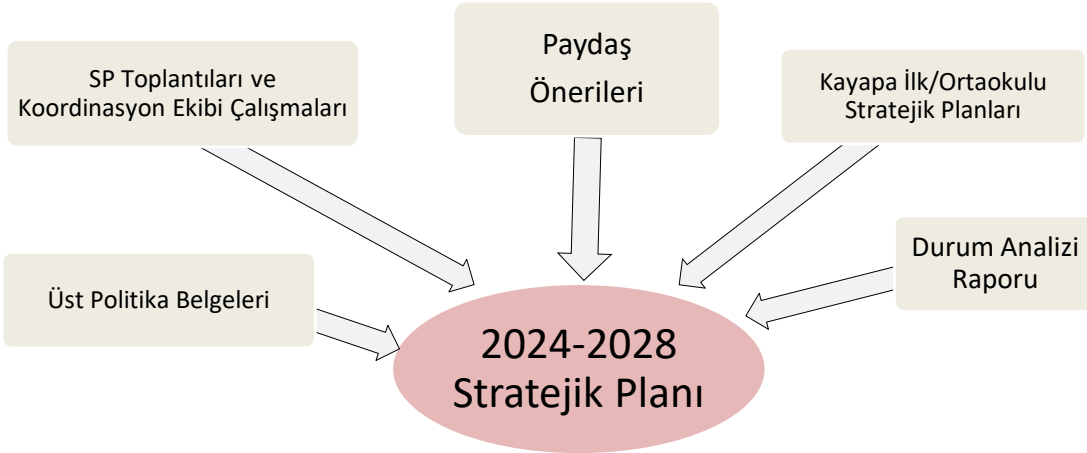 SP Toplantıları ve
Koordinasyon Ekibi Çalışmaları
Paydaş
Önerileri
Kayapa İlk/Ortaokulu
Stratejik Planları
Üst Politika Belgeleri
Durum Analizi
Raporu
2024-2028
Stratejik Planı